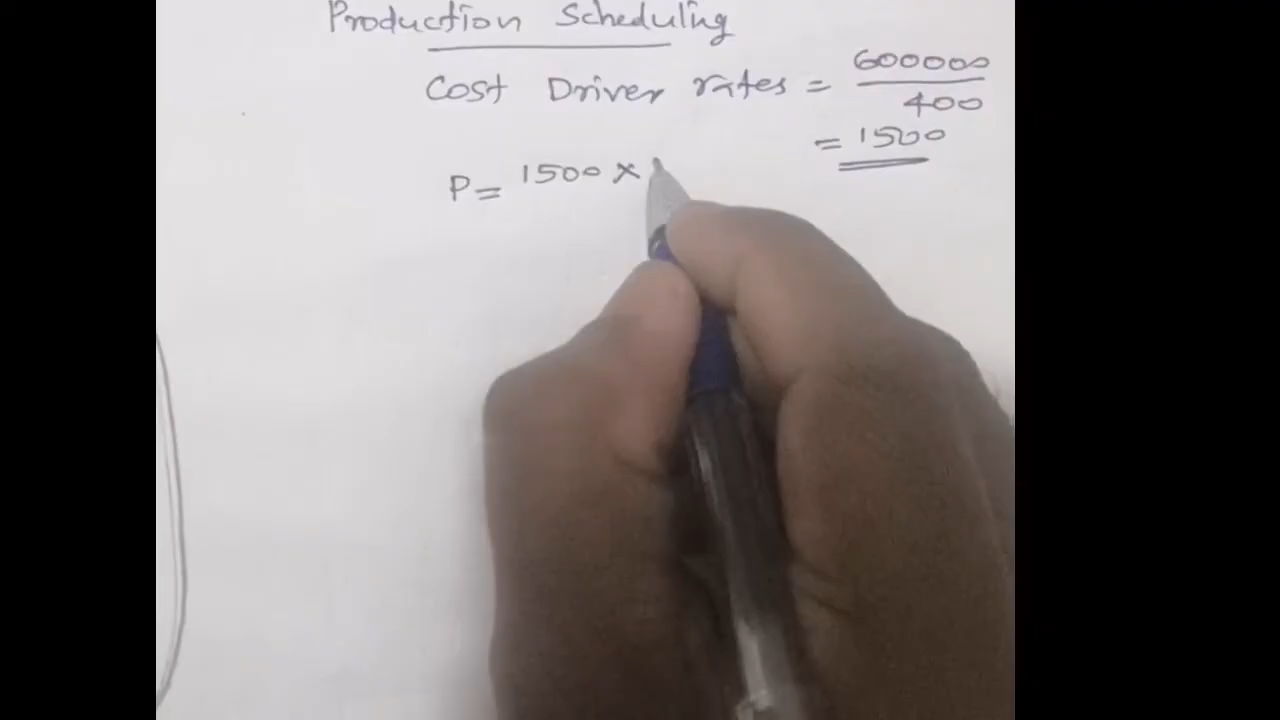 Production Scheduling
Cost Driver rates = 600000
400
= 1500
P = 1500 ×